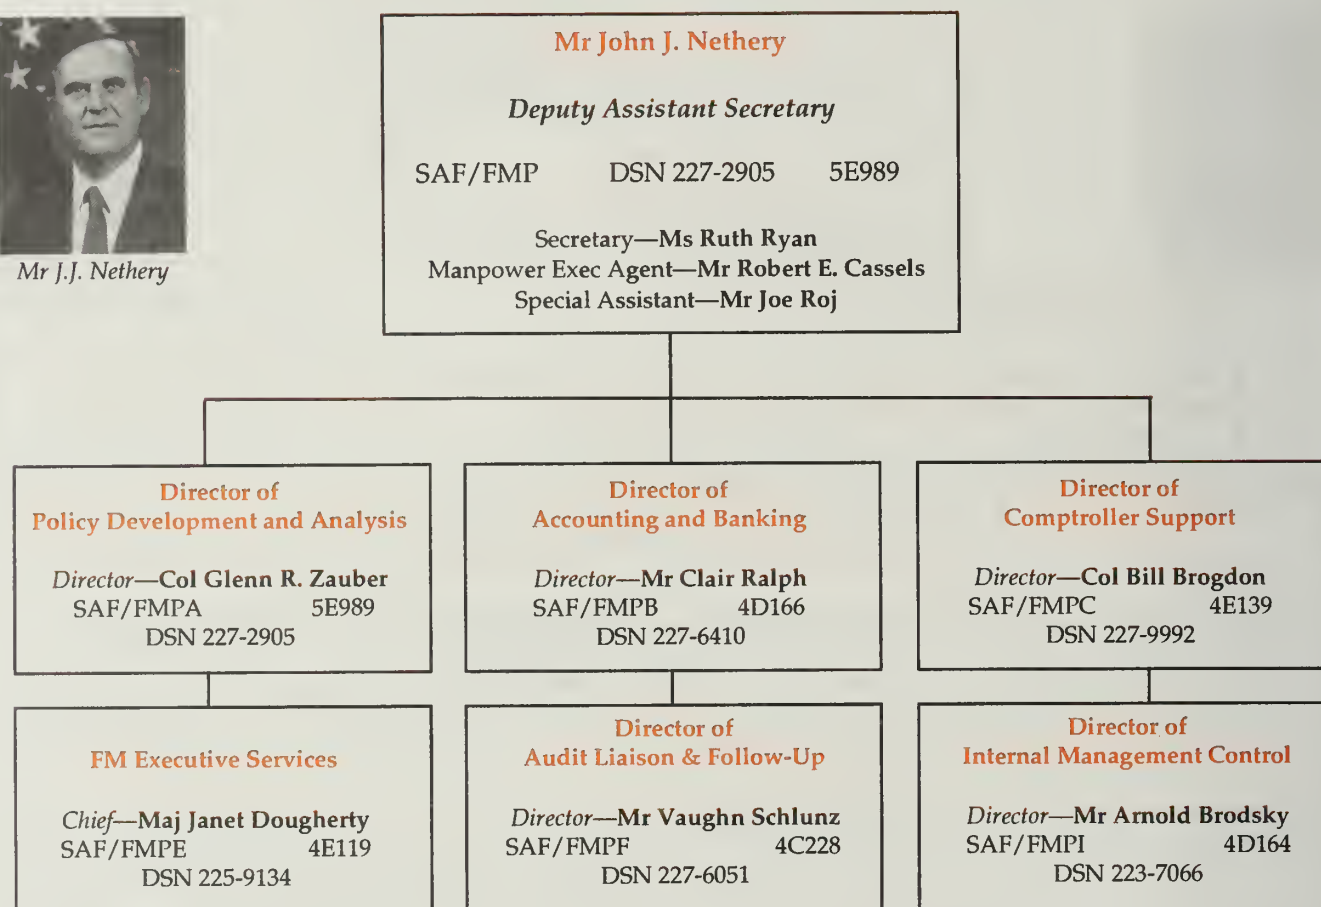 Mr J.J. Nethery
Mr John J. Nethery
Deputy Assistant Secretary
SAF/FMP DSN 227-2905 5E989
Secretary—Ms Ruth Ryan
Manpower Exec Agent—Mr Robert E. Cassels
Special Assistant—Mr Joe Roj
Director of
Policy Development and Analysis
Director—Col Glenn R. Zauber
SAF/FMPA 5E989
DSN 227-2905
Director of
Accounting and Banking
Director—Mr Clair Ralph
SAF/FMPB 4D166
DSN 227-6410
Director of
Comptroller Support
Director—Col Bill Brogdon
SAF/FMPC 4E139
DSN 227-9992
FM Executive Services
Chief—Maj Janet Dougherty
SAF/FMPE 4E119
DSN 225-9134
Director of
Audit Liaison & Follow-Up
Director—Mr Vaughn Schlunz
SAF/FMPF 4C228
DSN 227-6051
Director of
Internal Management Control
Director—Mr Arnold Brodsky
SAF/FMPI 4D164
DSN 223-7066